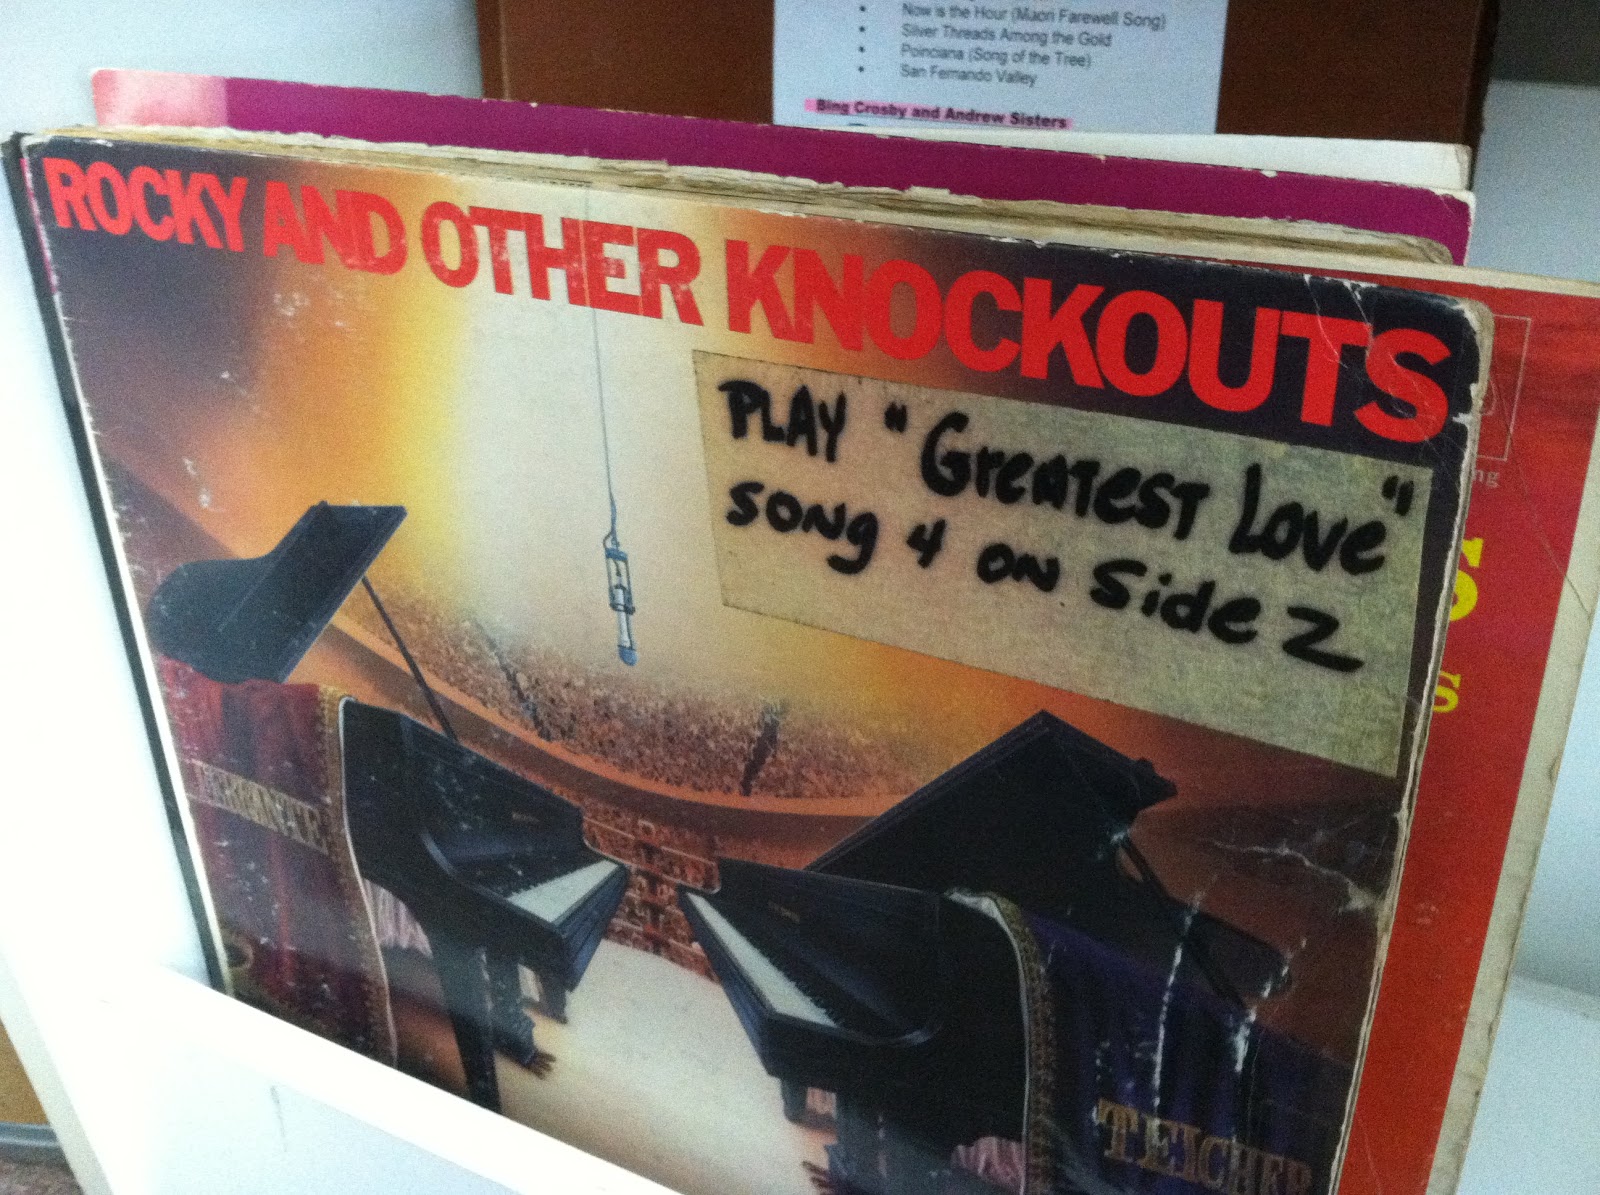 Now is the Hour (Maori Farewell Song)
Silver Threads Among the Gold
Poinciana (Song of the Tree)
San Fernando Valley
Bing Crosby and Andrew Sisters
ROCKY AND OTHER KNOCKOUTS
PLAY "GreatEST LOVE"
SONg 4 ON Side 2
FERRANTE
TEICHER